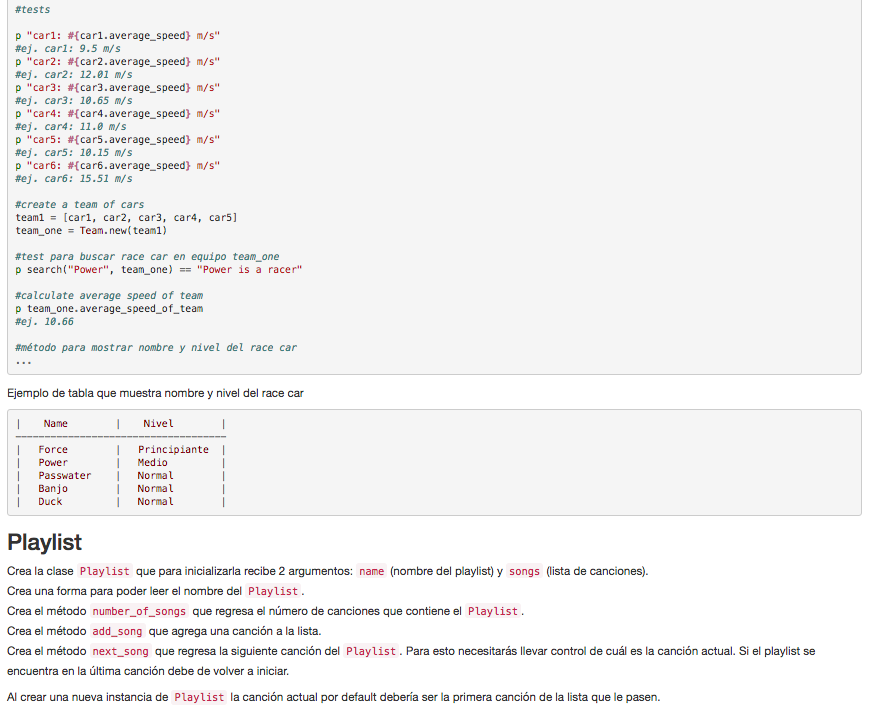 #tests
p "car1: #{car1.average_speed} m/s"
#ej. car1: 9.5 m/s
p "car2: #{car2.average_speed} m/s"
#ej. car2: 12.01 m/s
p "car3: #{car3.average_speed} m/s"
#ej. car3: 10.65 m/s
p "car4: #{car4.average_speed} m/s"
#ej. car4: 11.0 m/s
p "car5: #{car5.average_speed} m/s"
#ej. car5: 10.15 m/s
p "car6: #{car6.average_speed} m/s"
#ej. car6: 15.51 m/s
#create a team of cars
team1 = [car1, car2, car3, car4, car5]
team_one = Team.new(team1)
#test para buscar race car en equipo team_one
p search("Power", team_one) == "Power is a racer"
#calculate average speed of team
p team_one.average_speed_of_team
#ej. 10.66
#método para mostrar nombre y nivel del race car
...
Ejemplo de tabla que muestra nombre y nivel del race car
|    Name        |    Nivel        |
------------------------------------
|   Force        |   Principiante  |
|   Power        |   Medio         |
|   Passwater    |   Normal        |
|   Banjo        |   Normal        |
|   Duck         |   Normal        |
Playlist
Crea la clase Playlist que para inicializarla recibe 2 argumentos: name (nombre del playlist) y songs (lista de canciones).
Crea una forma para poder leer el nombre del Playlist.
Crea el método number_of_songs que regresa el número de canciones que contiene el Playlist.
Crea el método add_song que agrega una canción a la lista.
Crea el método next_song que regresa la siguiente canción del Playlist. Para esto necesitarás llevar control de cuál es la canción actual. Si el playlist se
encuentra en la última canción debe de volver a iniciar.
Al crear una nueva instancia de Playlist la canción actual por default debería ser la primera canción de la lista que le pasen.